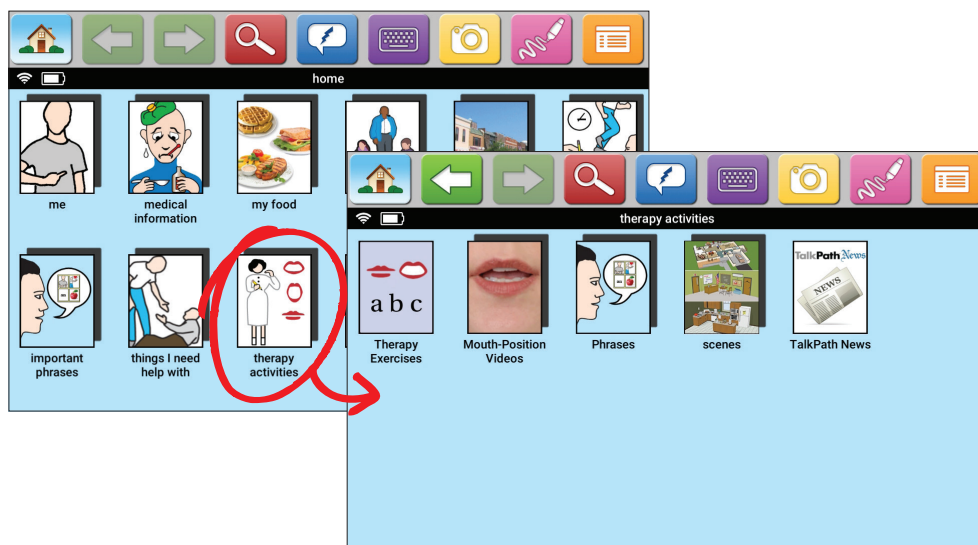 home
me
medical
information
my food
important
phrases
things I need
help with
therapy
activities
therapy activities
a b c
Therapy
Exercises
Mouth-Position
Videos
Phrases
scenes
TalkPath News
NEWS
TalkPath News